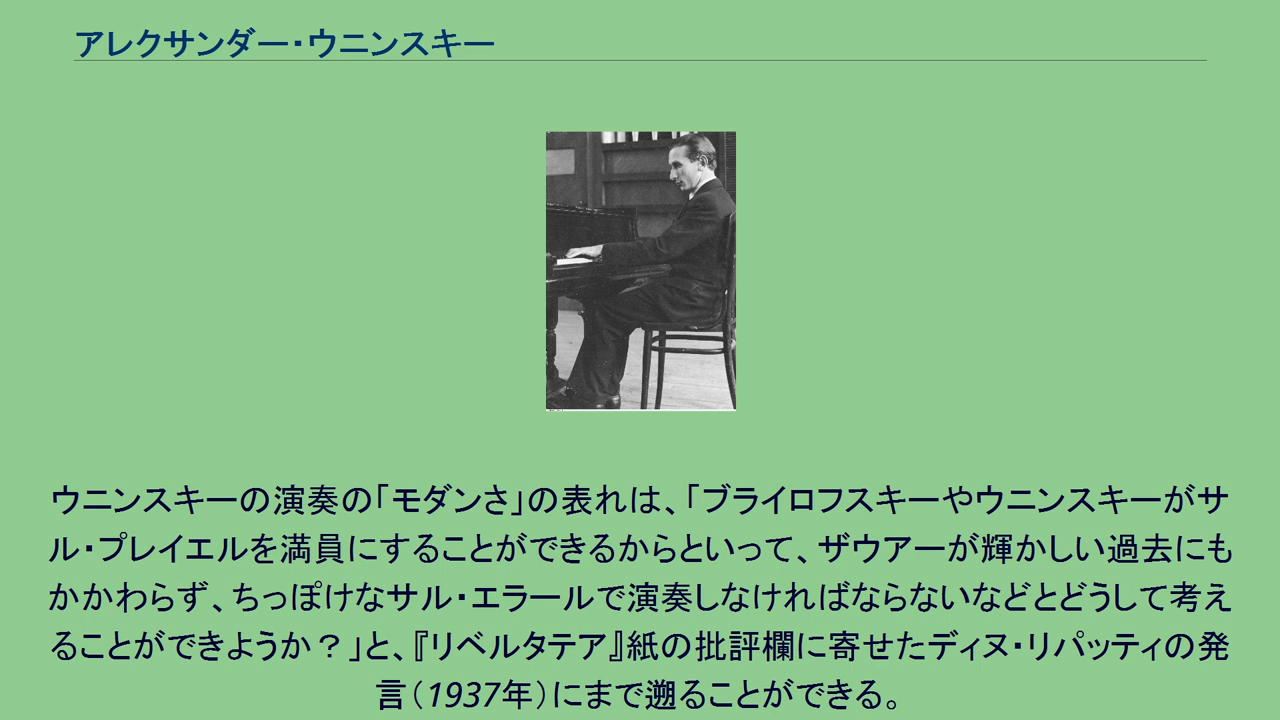 アレクサンダー・ウニンスキー
ウニンスキーの演奏の「モダンさ」の表れは、「ブライロフスキーやウニンスキーがサ
ル・プレイエルを満員にすることができるからといって、ザウアーが輝かしい過去にも
かかわらず、ちっぽけなサル・エラールで演奏しなければならないなどとどうして考え
ることができようか？」と、『リベルタテア』紙の批評欄に寄せたディヌ・リパッティの発
言（1937年）にまで遡ることができる。